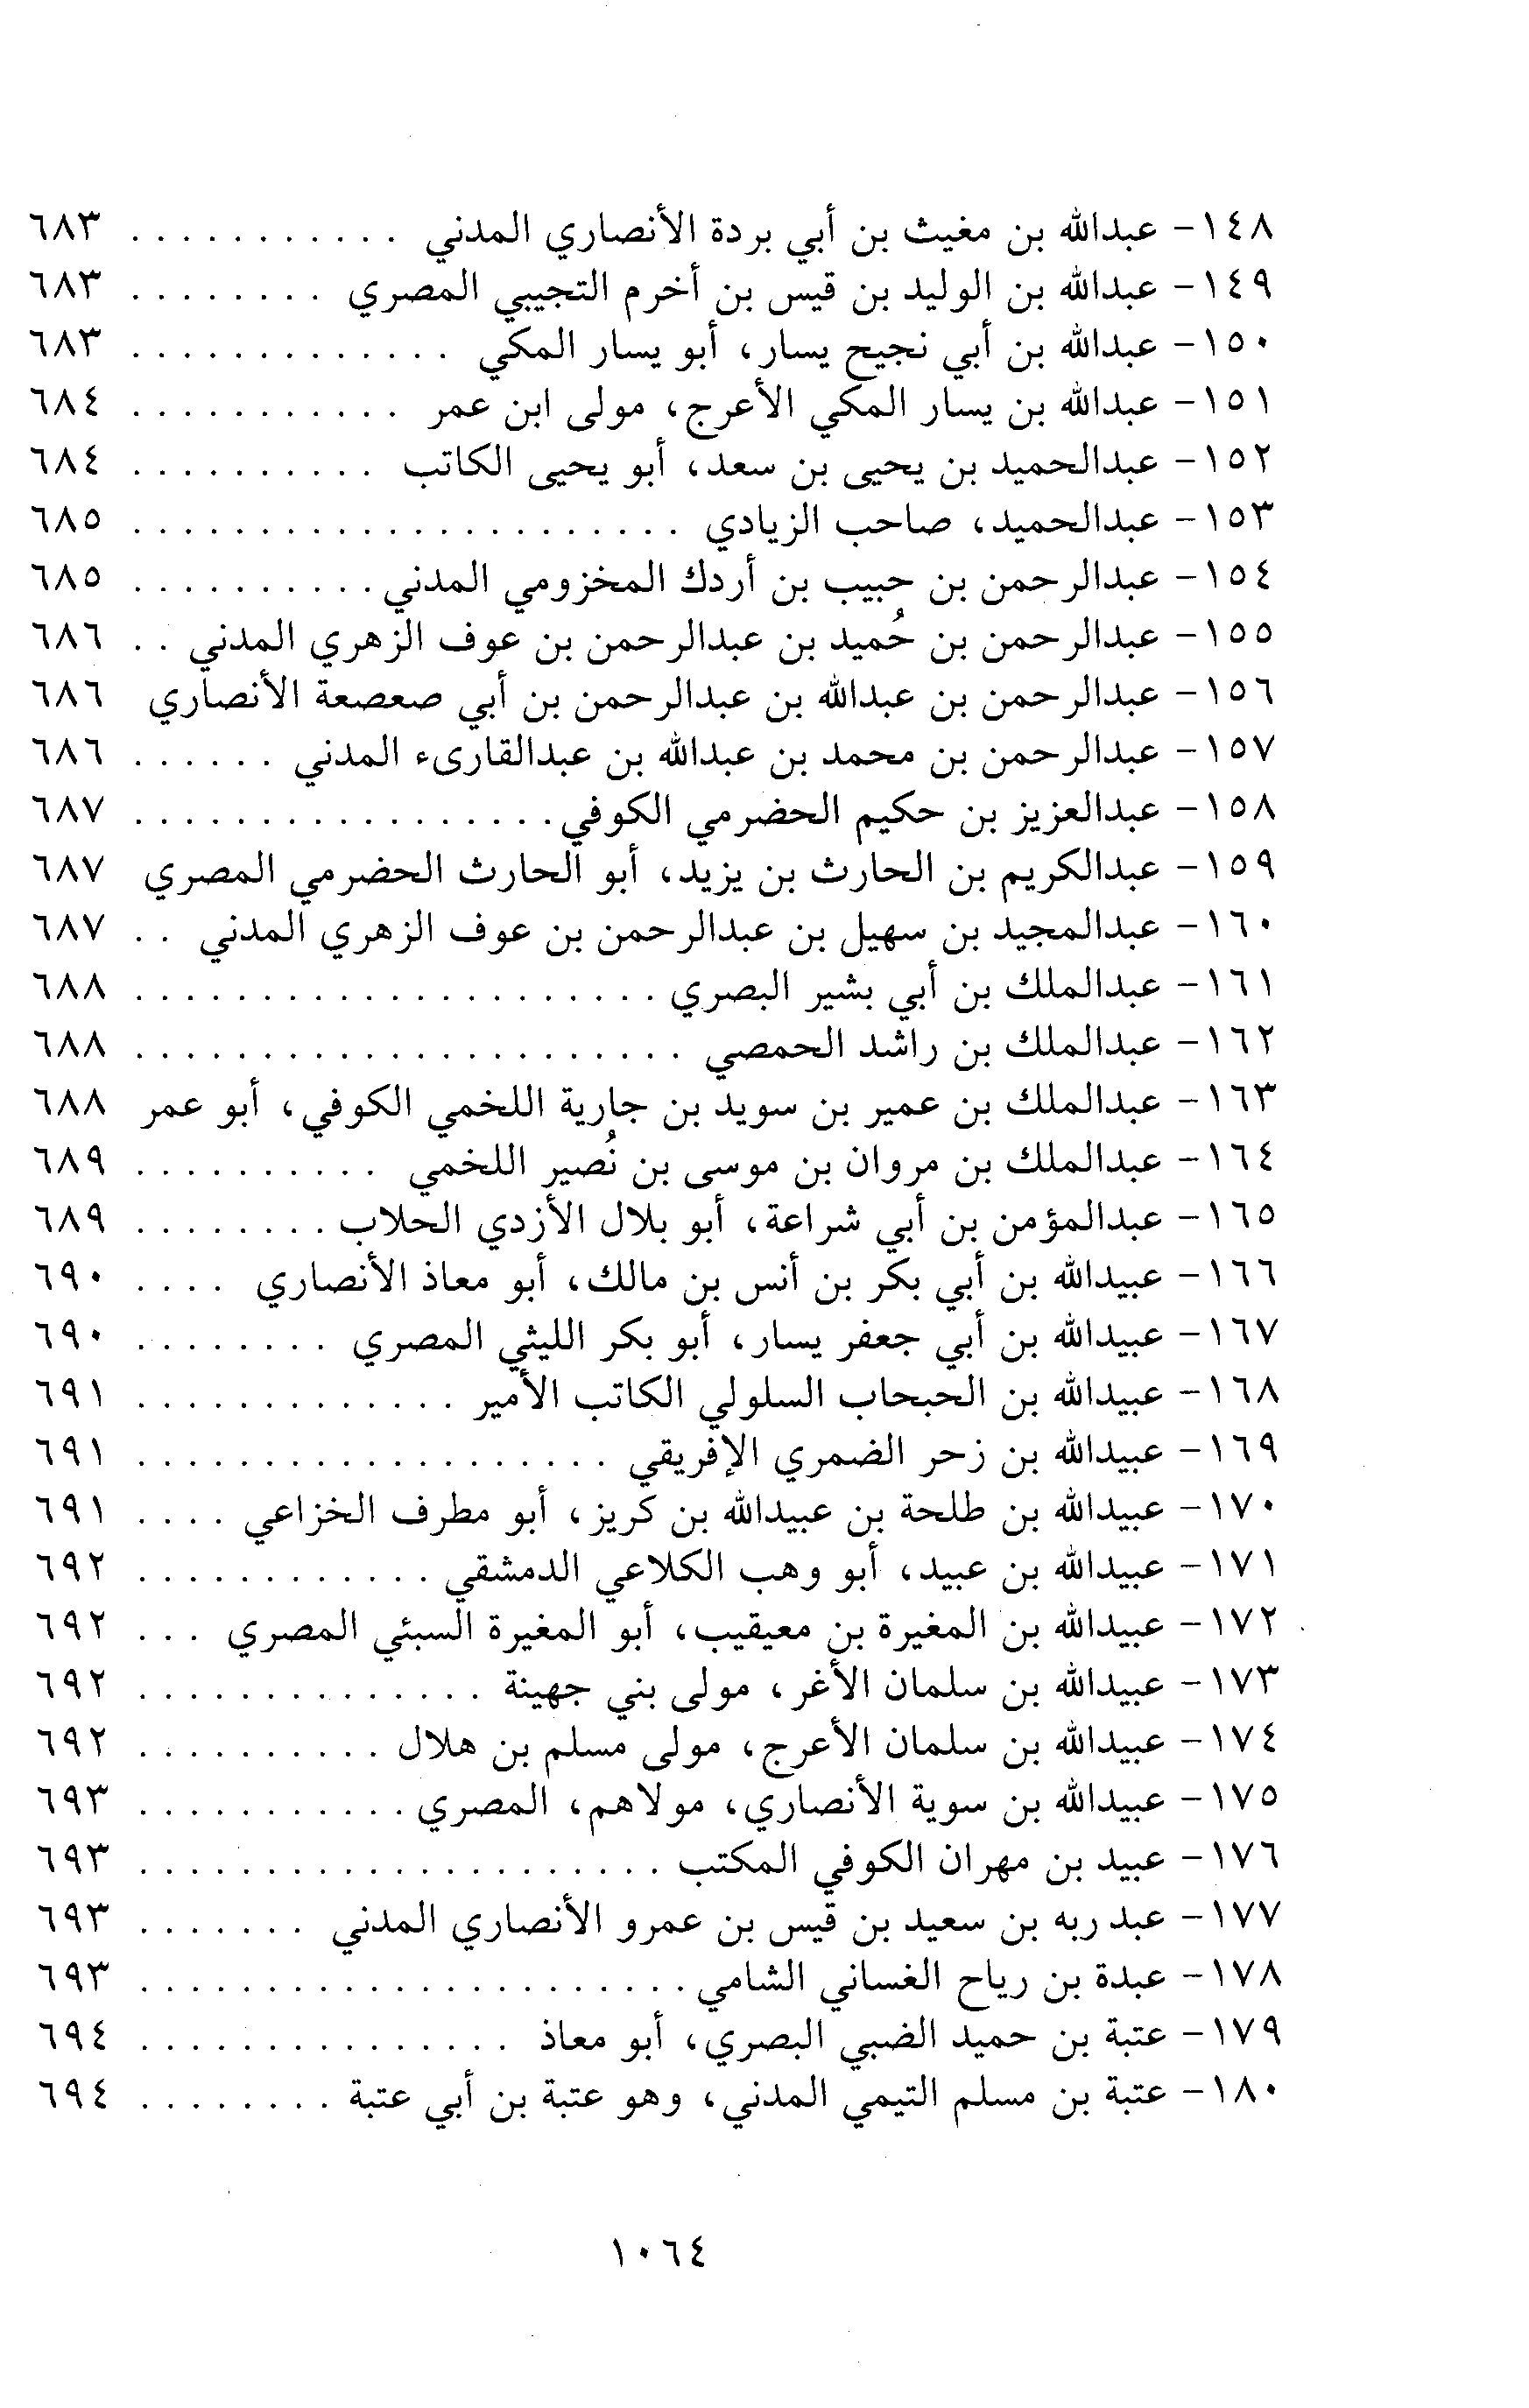 ١٤٨- عبدالله بن مغيث بن أبي بردة الأنصاري المدني . . . . . . . . . . . ٦٨٣
١٤٩- عبدالله بن الوليد بن قيس بن أخرم التجيبي المصري . . . . . . . . ٦٨٣
١٥٠- عبدالله بن أبي نجيح يسار، أبو يسار المكي . . . . . . . . . . . . . ٦٨٣
١٥١- عبدالله بن يسار المكي الأعرج، مولى ابن عمر . . . . . . . . . . . ٦٨٤
١٥٢- عبدالحميد بن يحيى بن سعد، أبو يحيى الكاتب . . . . . . . . . . ٦٨٤
١٥٣- عبدالحميد، صاحب الزيادي . . . . . . . . . . . . . . . . . . . . . . ٦٨٥
١٥٤- عبدالرحمن بن حبيب بن أردك المخزومي المدني . . . . . . . . . . ٦٨٥
١٥٥- عبدالرحمن بن حُميد بن عبدالرحمن بن عوف الزهري المدني . . ٦٨٦
١٥٦- عبدالرحمن بن عبدالله بن عبدالرحمن بن أبي صعصعة الأنصاري ٦٨٦
١٥٧- عبدالرحمن بن محمد بن عبدالله بن عبدالقارىء المدني . . . . . . ٦٨٦
١٥٨- عبدالعزيز بن حكيم الحضرمي الكوفي . . . . . . . . . . . . . . . . . ٦٨٧
١٥٩- عبدالكريم بن الحارث بن يزيد، أبو الحارث الحضرمي المصري ٦٨٧
١٦٠- عبدالمجيد بن سهيل بن عبدالرحمن بن عوف الزهري المدني . . ٦٨٧
١٦١- عبدالملك بن أبي بشير البصري . . . . . . . . . . . . . . . . . . . . . ٦٨٨
١٦٢- عبدالملك بن راشد الحمصي . . . . . . . . . . . . . . . . . . . . . . ٦٨٨
١٦٣- عبدالملك بن عمير بن سويد بن جارية اللخمي الكوفي، أبو عمر ٦٨٨
١٦٤- عبدالملك بن مروان بن موسى بن نُصير اللخمي . . . . . . . . . . ٦٨٩
١٦٥- عبدالمؤمن بن أبي شراعة، أبو بلال الأزدي الحلاب . . . . . . . . ٦٨٩
١٦٦- عبيدالله بن أبي بكر بن أنس بن مالك، أبو معاذ الأنصاري . . . . ٦٩٠
١٦٧- عبيدالله بن أبي جعفر يسار، أبو بكر الليثي المصري . . . . . . . . ٦٩٠
١٦٨- عبيدالله بن الحبحاب السلولي الكاتب الأمير . . . . . . . . . . . . . ٦٩١
١٦٩- عبيدالله بن زحر الضمري الإفريقي . . . . . . . . . . . . . . . . . . . ٦٩١
١٧٠- عبيدالله بن طلحة بن عبيدالله بن كريز، أبو مطرف الخزاعي . . . . ٦٩١
١٧١- عبيدالله بن عبيد، أبو وهب الكلاعي الدمشقي . . . . . . . . . . . . ٦٩٢
١٧٢- عبيدالله بن المغيرة بن معيقيب، أبو المغيرة السبئي المصري . . . ٦٩٢
١٧٣- عبيدالله بن سلمان الأغر، مولى بني جهينة . . . . . . . . . . . . . . ٦٩٢
١٧٤- عبيدالله بن سلمان الأعرج، مولى مسلم بن هلال . . . . . . . . . . ٦٩٢
١٧٥- عبيدالله بن سوية الأنصاري، مولاهم، المصري . . . . . . . . . . . ٦٩٣
١٧٦- عبيد بن مهران الكوفي المكتب . . . . . . . . . . . . . . . . . . . . . ٦٩٣
١٧٧- عبد ربه بن سعيد بن قيس بن عمرو الأنصاري المدني . . . . . . . ٦٩٣
١٧٨- عبدة بن رياح الغساني الشامي . . . . . . . . . . . . . . . . . . . . . . ٦٩٣
١٧٩- عتبة بن حميد الضبي البصري، أبو معاذ . . . . . . . . . . . . . . . ٦٩٤
١٨٠- عتبة بن مسلم التيمي المدني، وهو عتبة بن أبي عتبة . . . . . . . . ٦٩٤
١٠٦٤